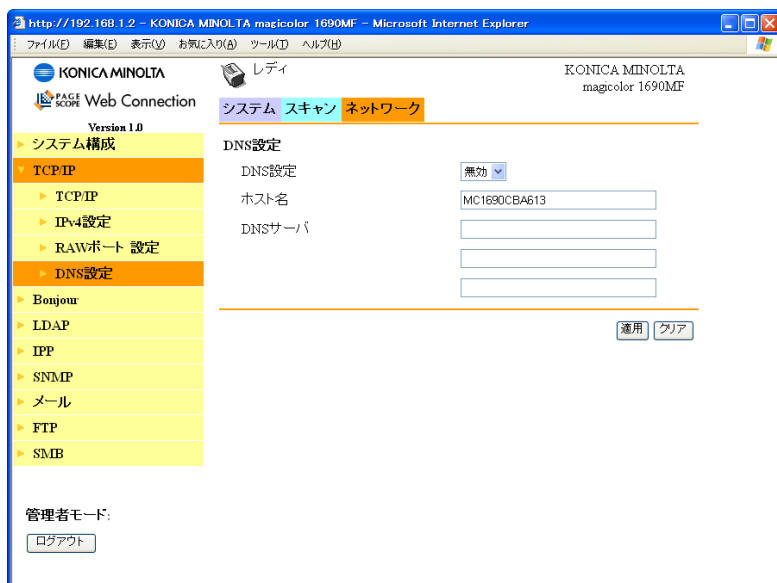 http://192.168.1.2 - KONICA MINOLTA magicolor 1690MF - Microsoft Internet Explorer
ファイル(F) 編集(E) 表示(V) お気に入り(A) ツール(T) ヘルプ(H)
KONICA MINOLTA
PAGE SCOPE Web Connection
Version 1.0
レディ
KONICA MINOLTA
magicolor 1690MF
システム スキャン ネットワーク
システム構成
TCP/IP
TCP/IP
IPv4設定
RAWポート 設定
DNS設定
Bonjour
LDAP
IPP
SNMP
メール
FTP
SMB
管理者モード:
ログアウト
DNS設定
DNS設定 無効
ホスト名 MC1690CBA613
DNSサーバ
適用 クリア